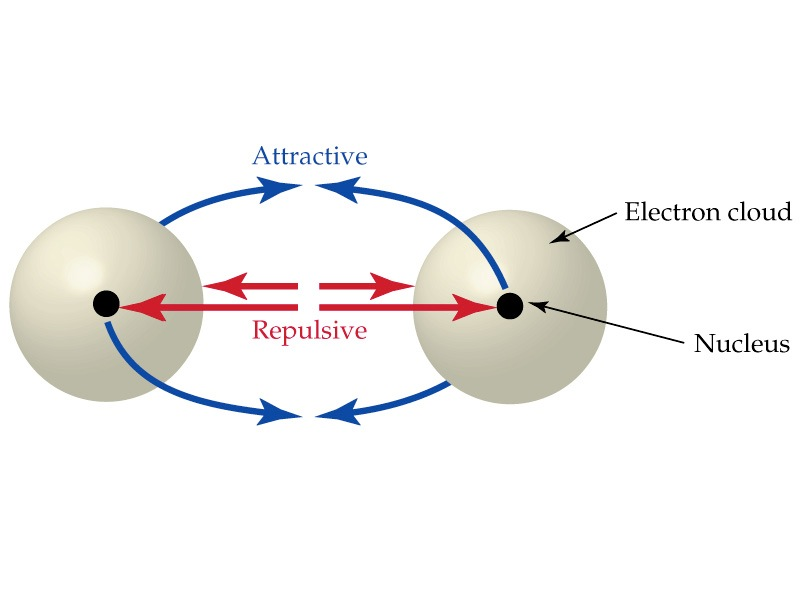 Attractive
Electron cloud
Repulsive
Nucleus